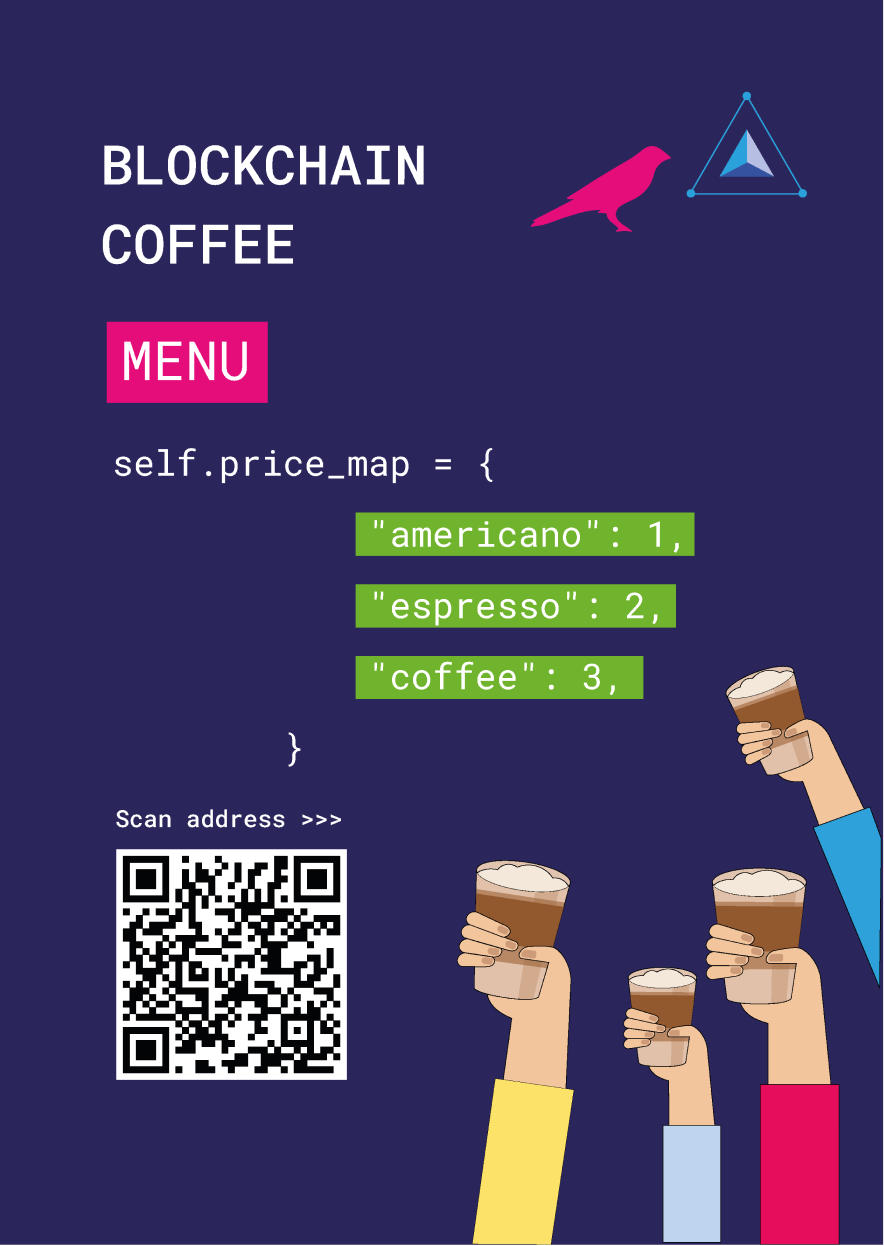 BLOCKCHAIN
COFFEE
MENU
self.price_map = {
"americano": 1,
"espresso": 2,
"coffee": 3,
}
Scan address >>>